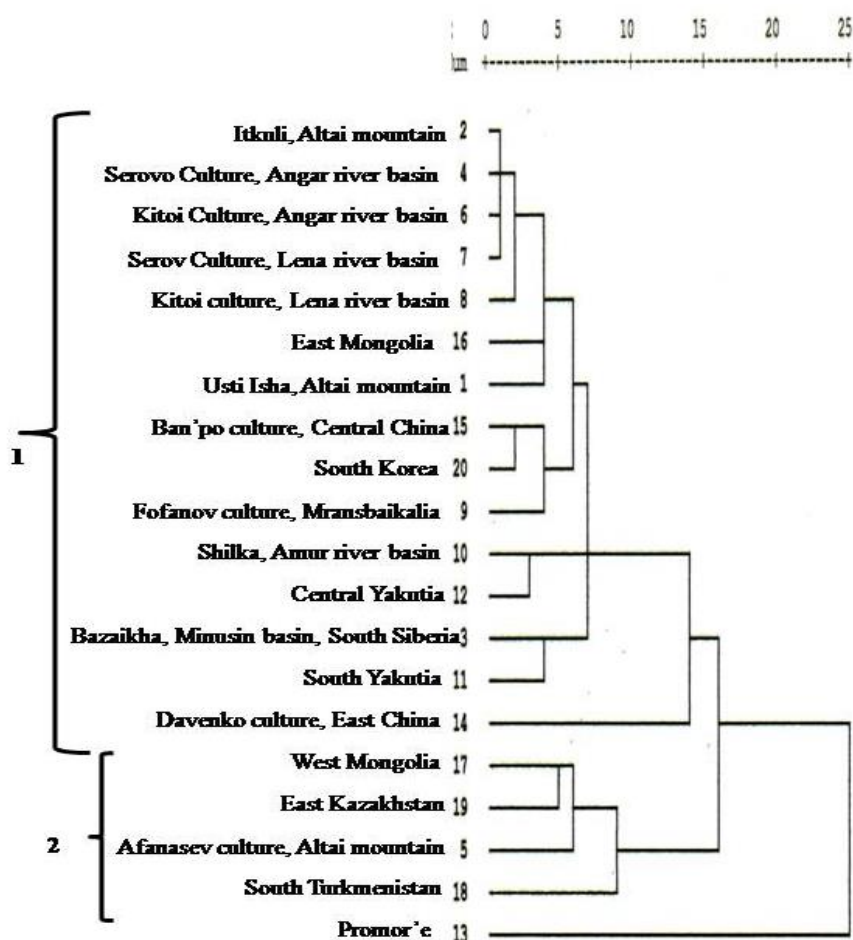 : 0 5 10 15 20 25
um
Itkuli, Altai mountain 2
Serovo Culture, Angar river basin 4
Kitoi Culture, Angar river basin 6
Serov Culture, Lena river basin 7
Kitoi culture, Lena river basin 8
East Mongolia 16
Usti Isha, Altai mountain 1
Ban'po culture, Central China 15
1
South Korea 20
Fofanov culture, Mransbaikalia 9
Shilka, Amur river basin 10
Central Yakutia 12
Bazaikha, Minusin basin, South Siberia 3
South Yakutia 11
Davenko culture, East China 14
West Mongolia 17
East Kazakhstan 19
2
Afanasev culture, Altai mountain 5
South Turkmenistan 18
Promor'e 13